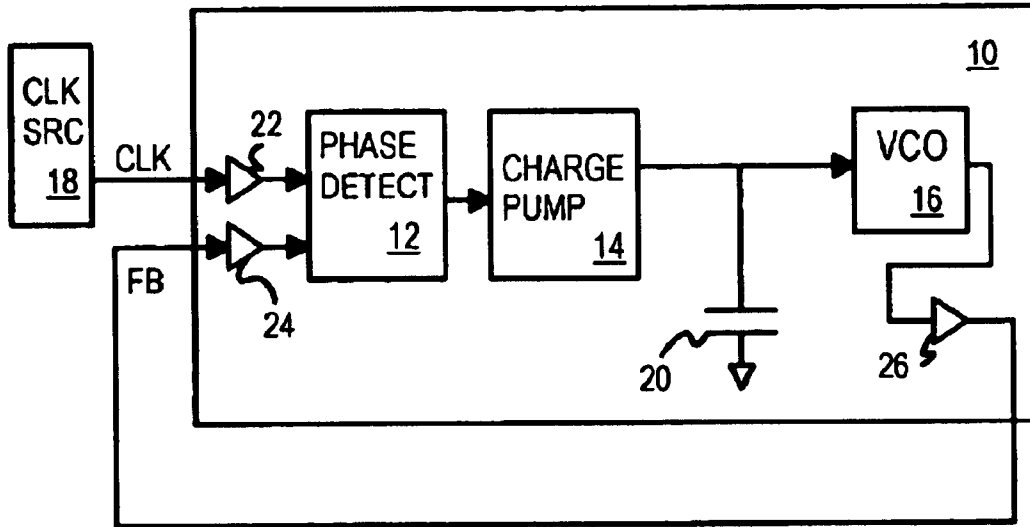 10
CLK
SRC
18
CLK
22
PHASE
DETECT
12
CHARGE
PUMP
14
VCO
16
FB
24
20
26